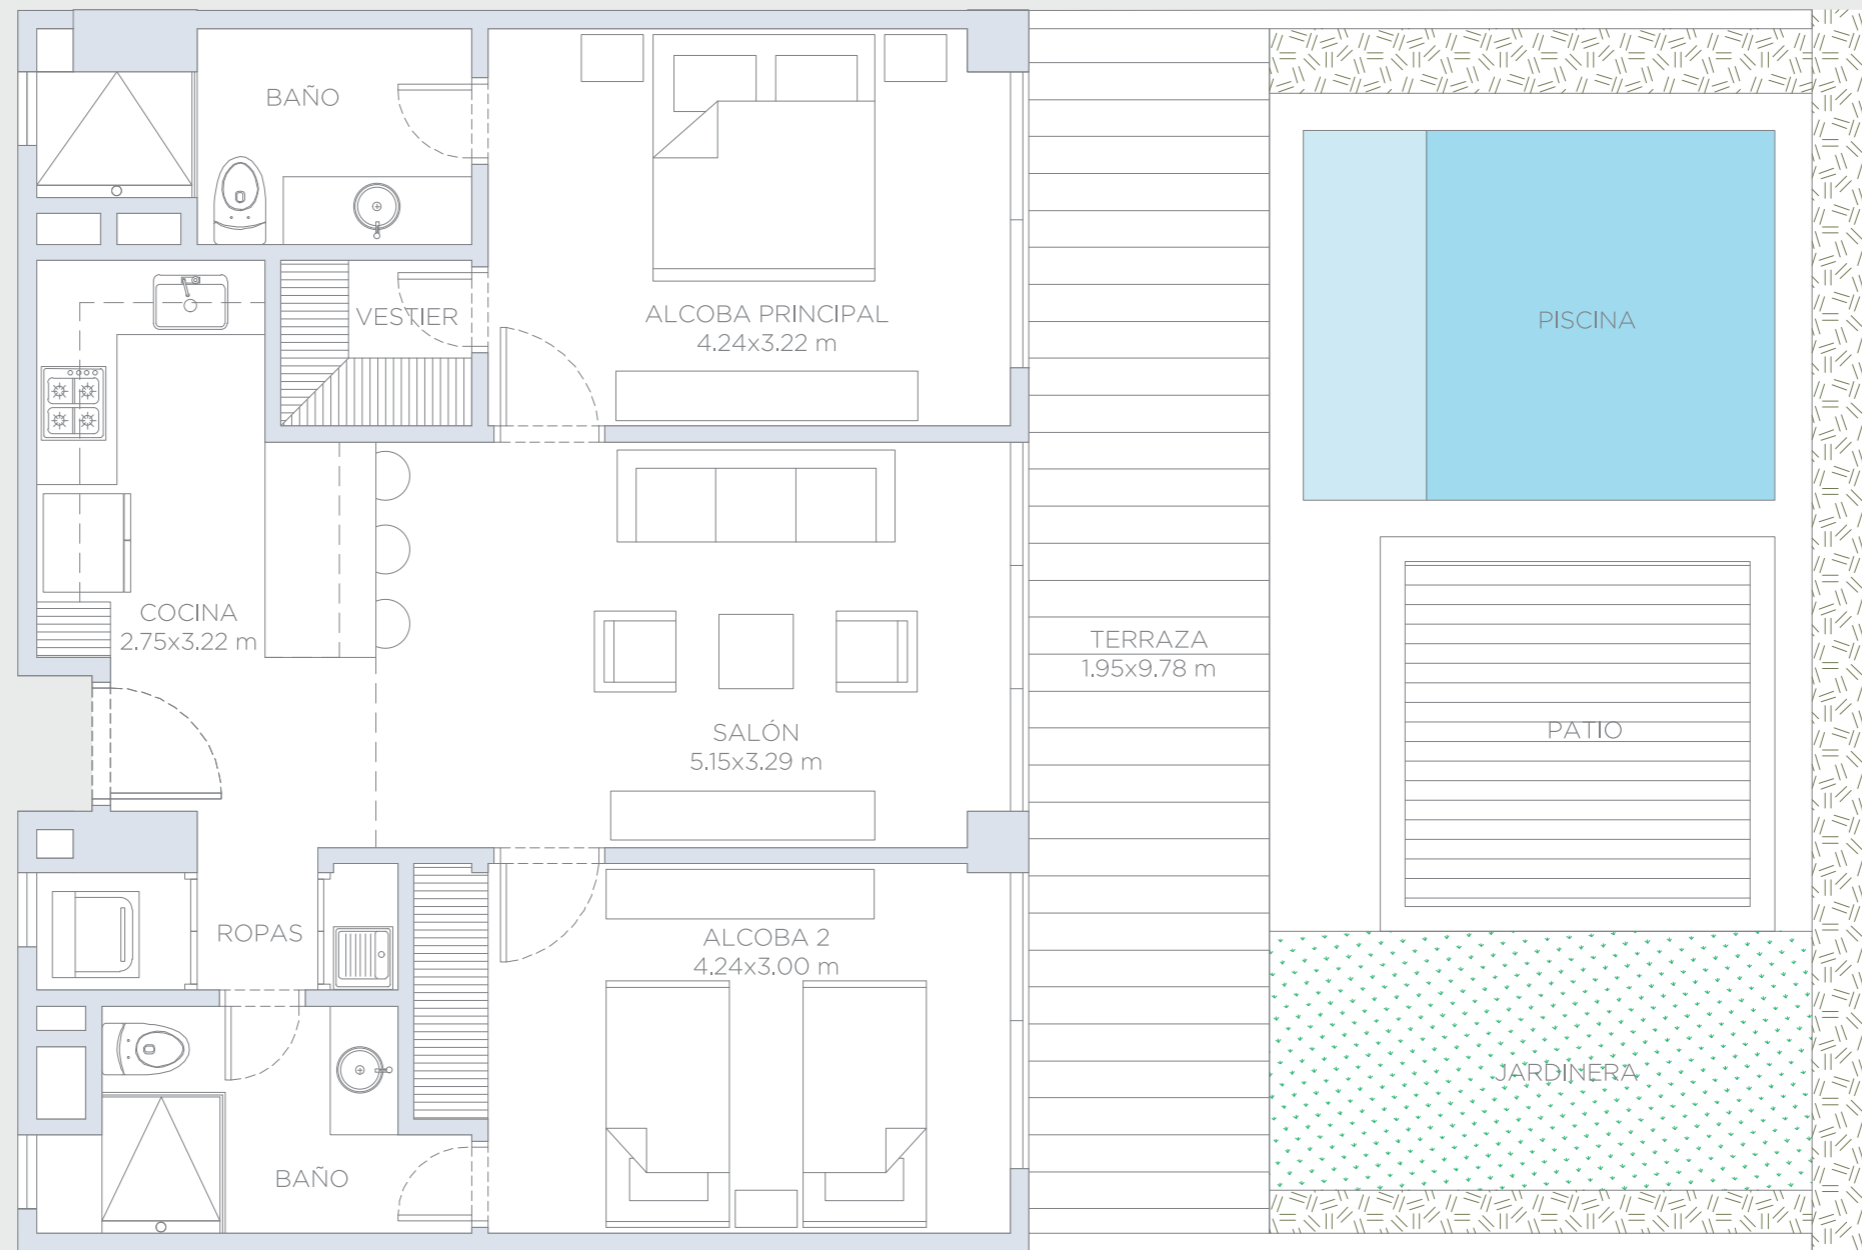 BAÑO
VESTIER
ALCOBA PRINCIPAL
4.24x3.22 m
PISCINA
COCINA
2.75x3.22 m
TERRAZA
1.95x9.78 m
SALÓN
5.15x3.29 m
PATIO
ROPAS
ALCOBA 2
4.24x3.00 m
JARDINERA
BAÑO